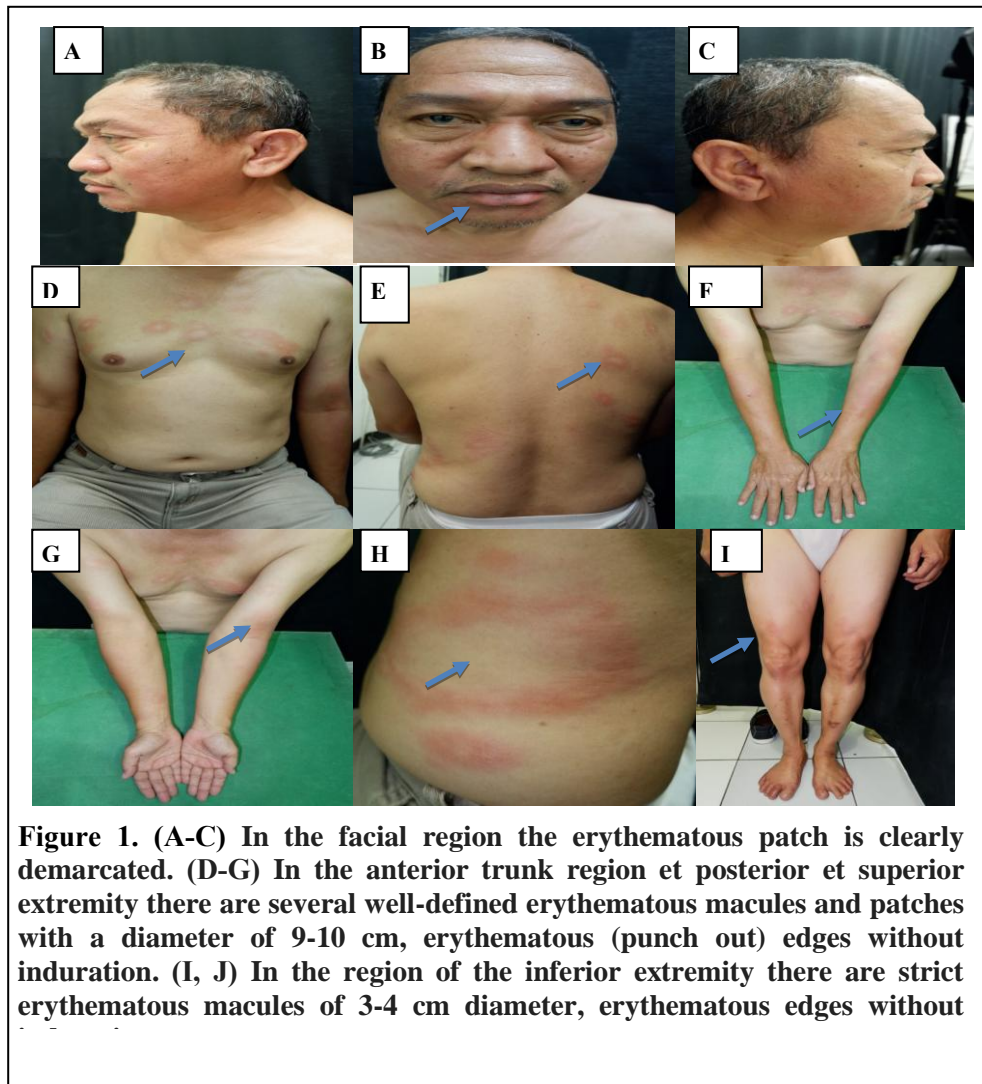 A
B
C
D
E
F
G
H
I
Figure 1. (A-C) In the facial region the erythematous patch is clearly
demarcated. (D-G) In the anterior trunk region et posterior et superior
extremity there are several well-defined erythematous macules and patches
with a diameter of 9-10 cm, erythematous (punch out) edges without
induration. (I, J) In the region of the inferior extremity there are strict
erythematous macules of 3-4 cm diameter, erythematous edges without